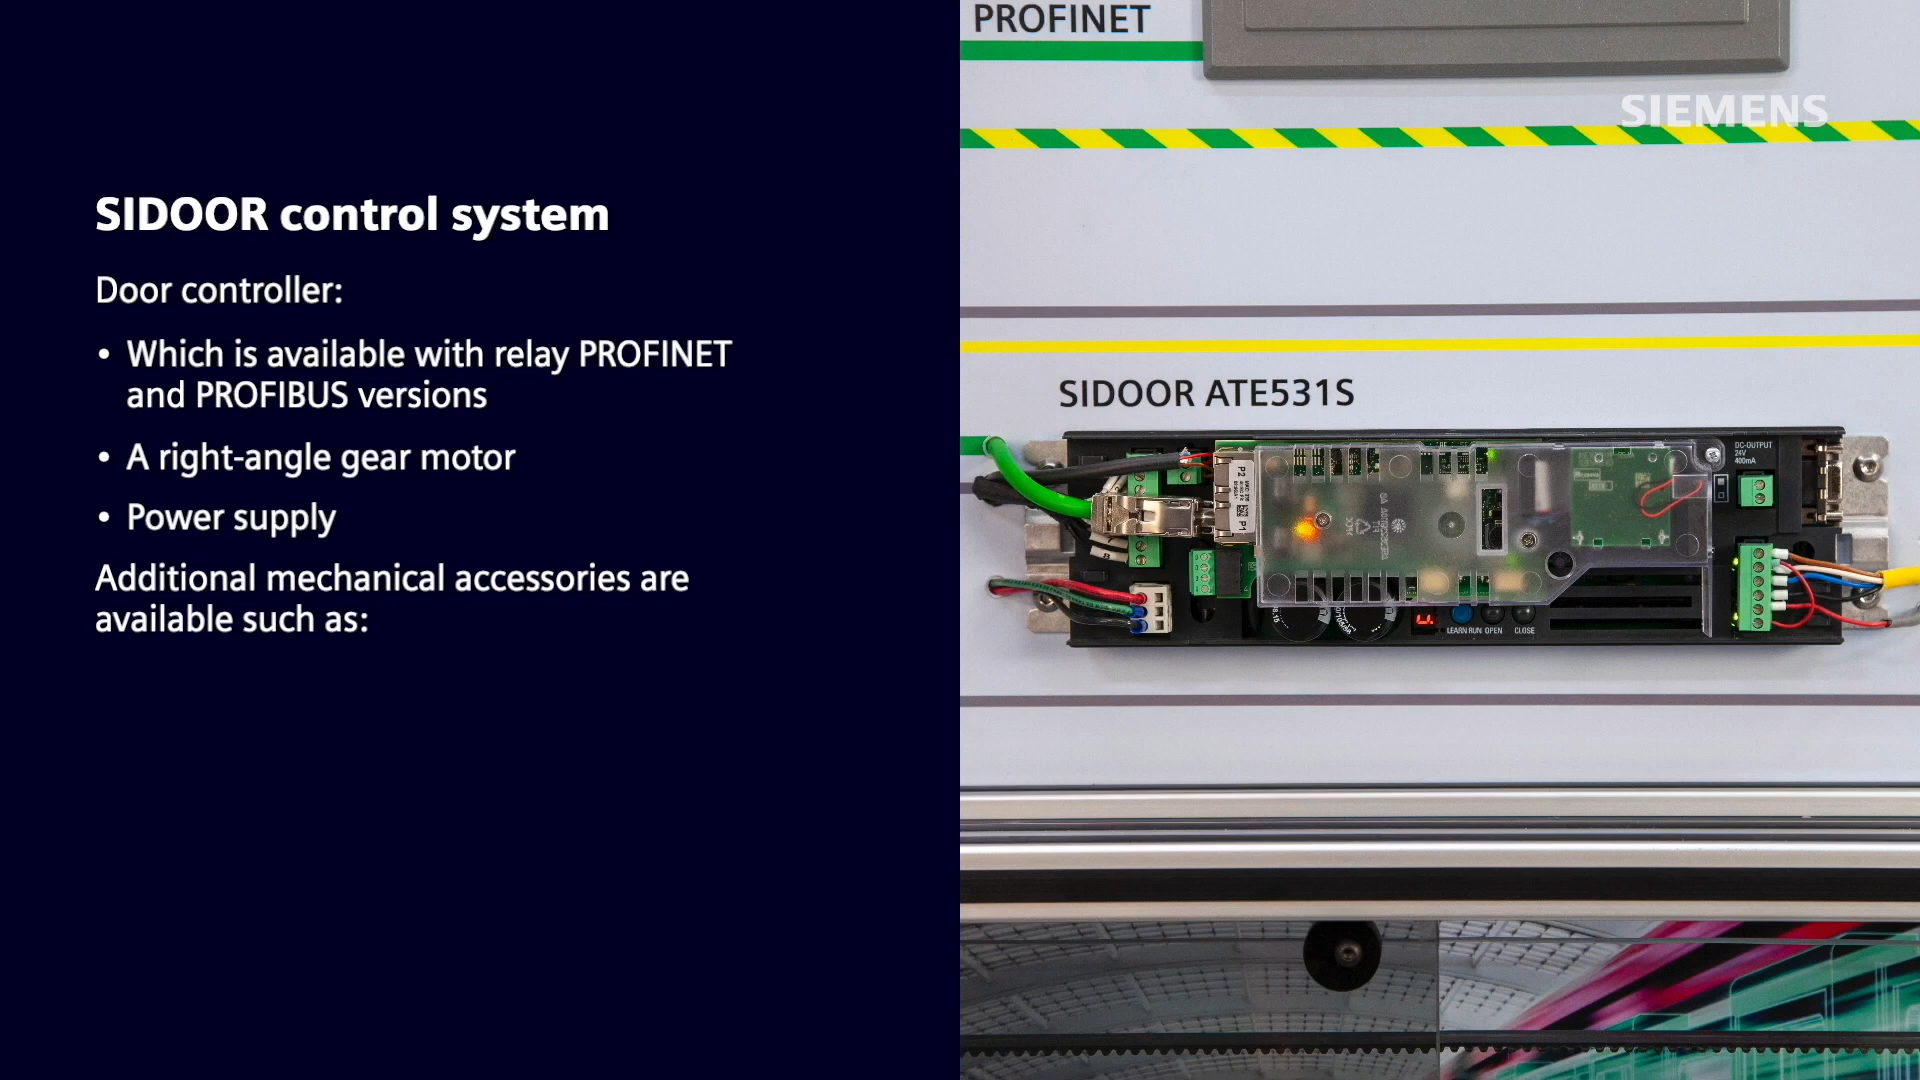 SIDOOR control system
Door controller:
• Which is available with relay PROFINET
and PROFIBUS versions
• A right-angle gear motor
• Power supply
Additional mechanical accessories are
available such as:
PROFINET
SIEMENS
SIDOOR ATE531S
DC-OUTPUT
24V
400mA
P2
P1
LEARN RUN OPEN CLOSE